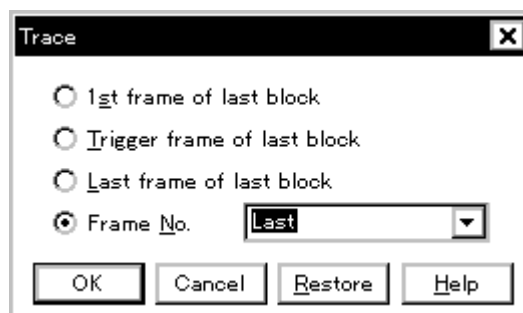 Trace
1st frame of last block
Trigger frame of last block
Last frame of last block
Frame No. Last
OK Cancel Restore Help